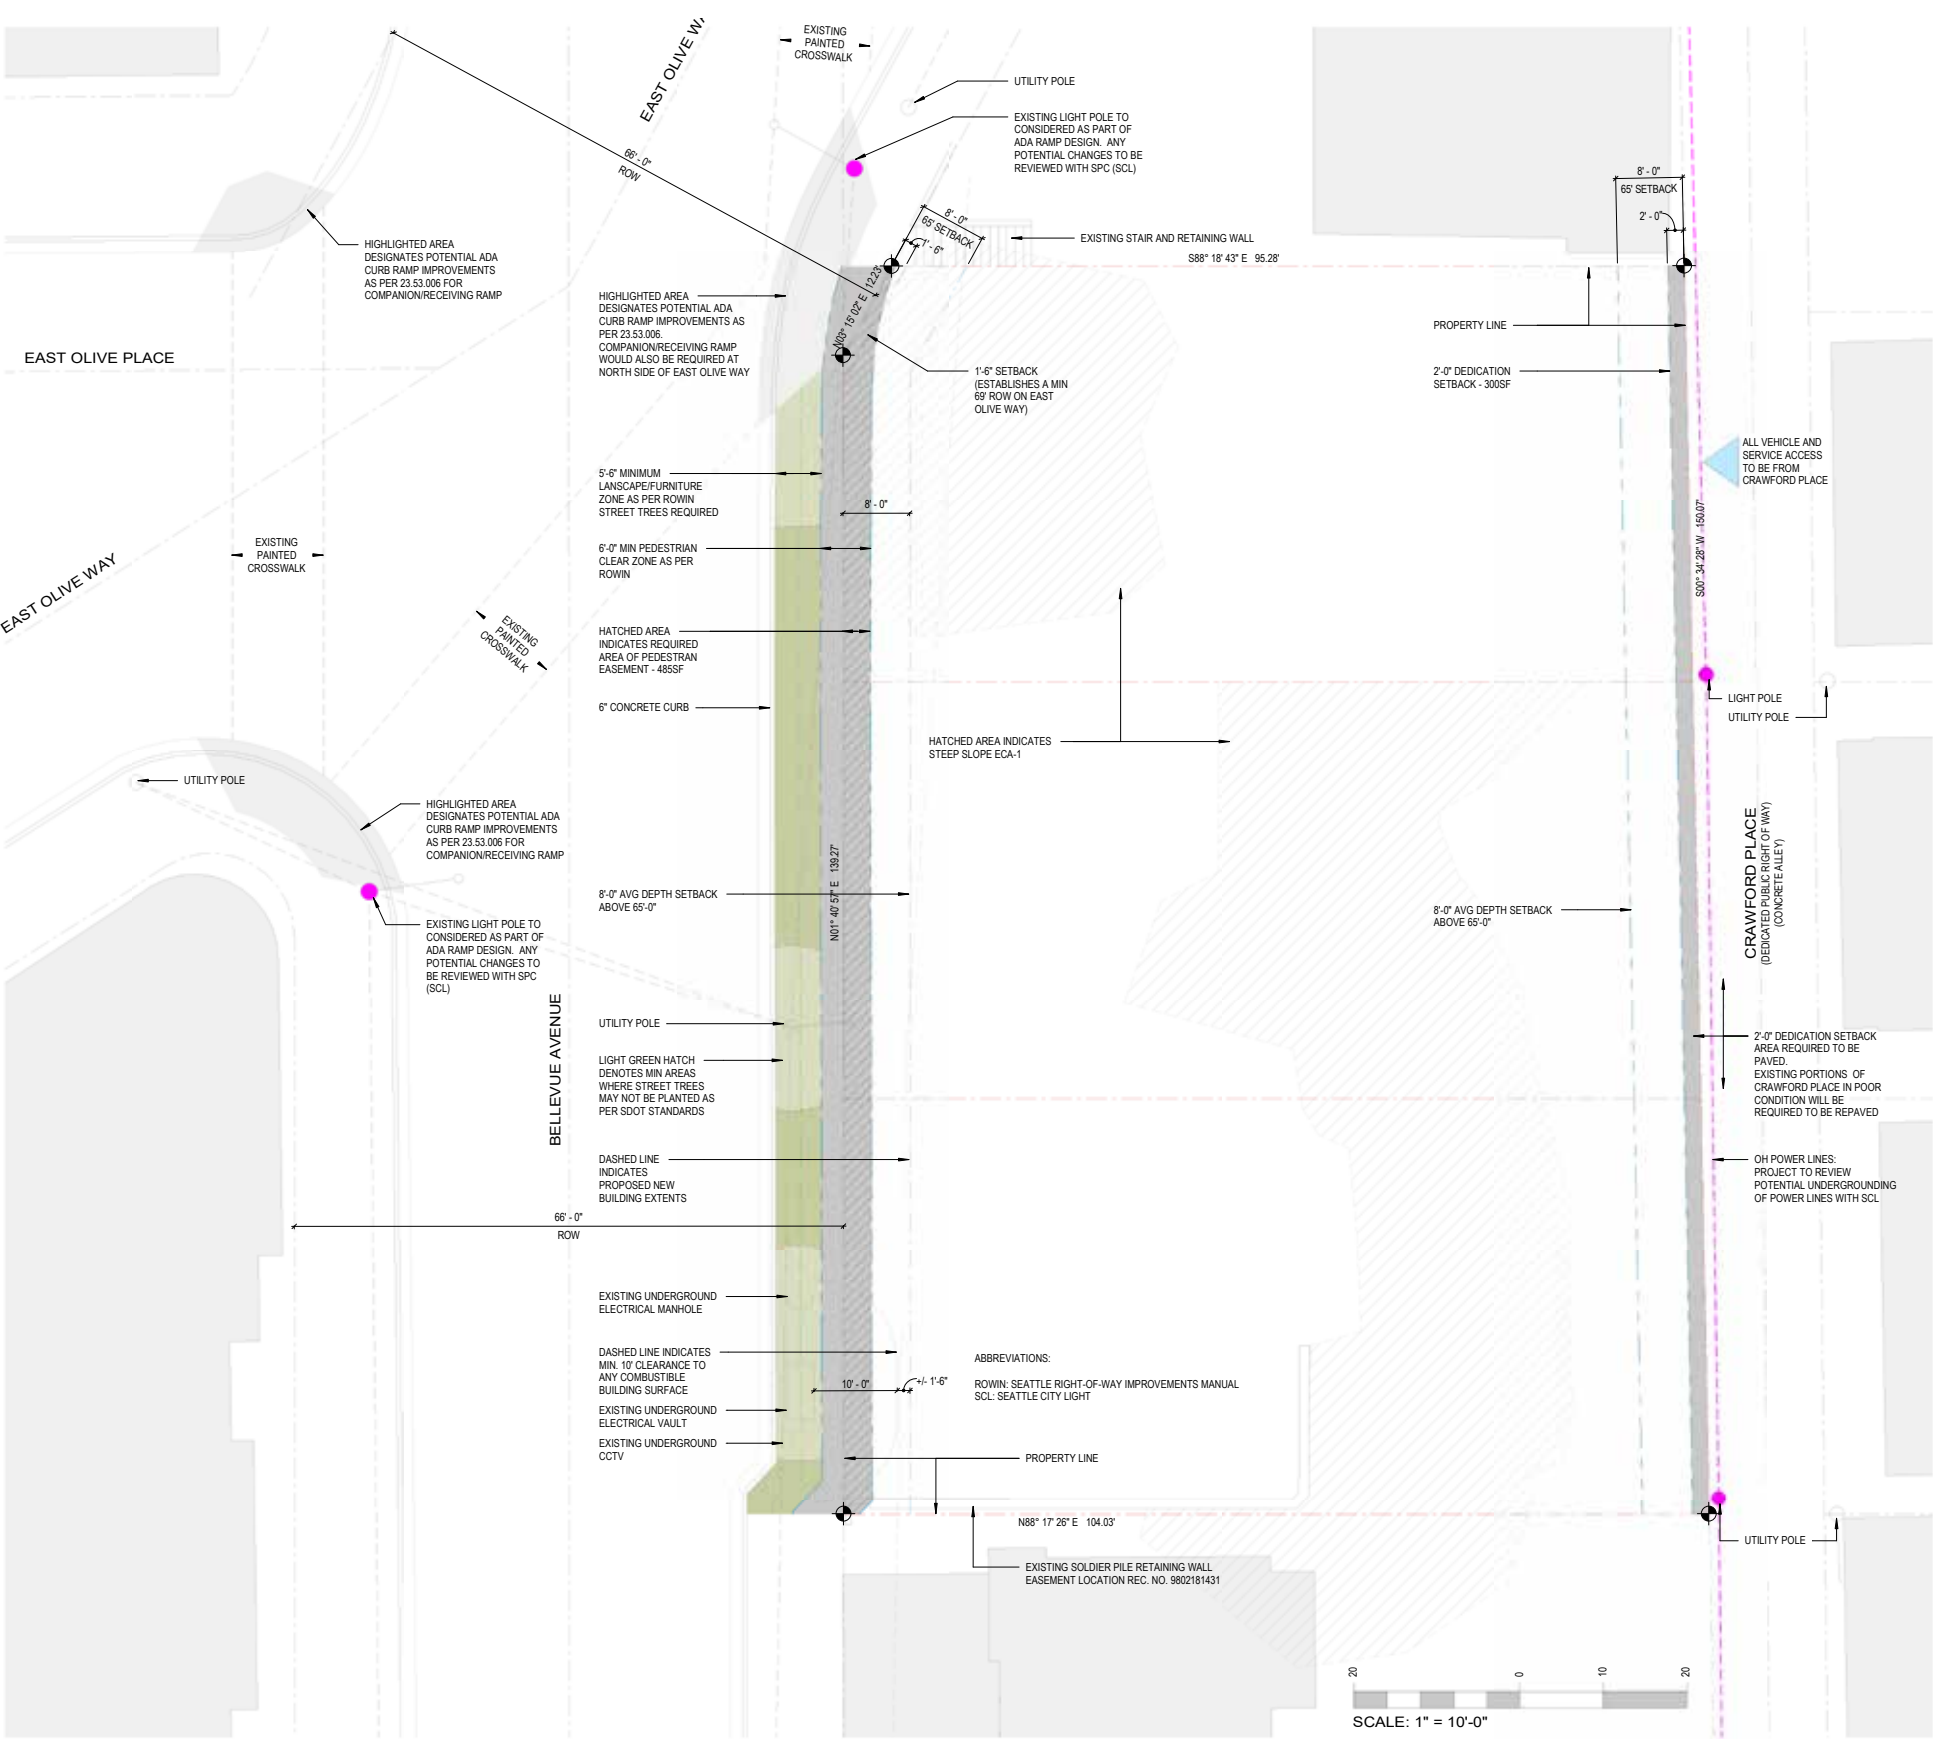 EAST OLIVE WAY
EXISTING
PAINTED
CROSSWALK
UTILITY POLE
EXISTING LIGHT POLE TO
CONSIDERED AS PART OF
ADA RAMP DESIGN. ANY
POTENTIAL CHANGES TO BE
REVIEWED WITH SPC (SCL)
66' - 0"
ROW
8' - 0"
65' SETBACK
1' - 6"
8' - 0"
65' SETBACK
2' - 0"
EXISTING STAIR AND RETAINING WALL
S88° 18' 43" E 95.28'
HIGHLIGHTED AREA
DESIGNATES POTENTIAL ADA
CURB RAMP IMPROVEMENTS
AS PER 23.53.006 FOR
COMPANION/RECEIVING RAMP
HIGHLIGHTED AREA
DESIGNATES POTENTIAL ADA
CURB RAMP IMPROVEMENTS AS
PER 23.53.006.
COMPANION/RECEIVING RAMP
WOULD ALSO BE REQUIRED AT
NORTH SIDE OF EAST OLIVE WAY
N03° 15' 02" E 12.23'
PROPERTY LINE
EAST OLIVE PLACE
1'-6" SETBACK
(ESTABLISHES A MIN
69' ROW ON EAST
OLIVE WAY)
2'-0" DEDICATION
SETBACK - 300SF
ALL VEHICLE AND
SERVICE ACCESS
TO BE FROM
CRAWFORD PLACE
5'-6" MINIMUM
LANSCAPE/FURNITURE
ZONE AS PER ROWIN
STREET TREES REQUIRED
8' - 0"
S00° 34' 28" W 150.07'
EXISTING
PAINTED
CROSSWALK
6'-0" MIN PEDESTRIAN
CLEAR ZONE AS PER
ROWIN
EAST OLIVE WAY
EXISTING
PAINTED
CROSSWALK
HATCHED AREA
INDICATES REQUIRED
AREA OF PEDESTRAN
EASEMENT - 485SF
6" CONCRETE CURB
LIGHT POLE
UTILITY POLE
HATCHED AREA INDICATES
STEEP SLOPE ECA-1
UTILITY POLE
HIGHLIGHTED AREA
DESIGNATES POTENTIAL ADA
CURB RAMP IMPROVEMENTS
AS PER 23.53.006 FOR
COMPANION/RECEIVING RAMP
CRAWFORD PLACE
(DEDICATED PUBLIC RIGHT OF WAY)
(CONCRETE ALLEY)
N01° 40' 57" E 139.27'
8'-0" AVG DEPTH SETBACK
ABOVE 65'-0"
8'-0" AVG DEPTH SETBACK
ABOVE 65'-0"
EXISTING LIGHT POLE TO
CONSIDERED AS PART OF
ADA RAMP DESIGN. ANY
POTENTIAL CHANGES TO
BE REVIEWED WITH SPC
(SCL)
BELLEVUE AVENUE
UTILITY POLE
2'-0" DEDICATION SETBACK
AREA REQUIRED TO BE
PAVED.
EXISTING PORTIONS OF
CRAWFORD PLACE IN POOR
CONDITION WILL BE
REQUIRED TO BE REPAVED
LIGHT GREEN HATCH
DENOTES MIN AREAS
WHERE STREET TREES
MAY NOT BE PLANTED AS
PER SDOT STANDARDS
DASHED LINE
INDICATES
PROPOSED NEW
BUILDING EXTENTS
OH POWER LINES:
PROJECT TO REVIEW
POTENTIAL UNDERGROUNDING
OF POWER LINES WITH SCL
66' - 0"
ROW
EXISTING UNDERGROUND
ELECTRICAL MANHOLE
DASHED LINE INDICATES
MIN. 10' CLEARANCE TO
ANY COMBUSTIBLE
BUILDING SURFACE
10' - 0"
+/- 1'-6"
ABBREVIATIONS:
ROWIN: SEATTLE RIGHT-OF-WAY IMPROVEMENTS MANUAL
SCL: SEATTLE CITY LIGHT
EXISTING UNDERGROUND
ELECTRICAL VAULT
EXISTING UNDERGROUND
CCTV
PROPERTY LINE
N88° 17' 26" E 104.03'
UTILITY POLE
EXISTING SOLDIER PILE RETAINING WALL
EASEMENT LOCATION REC. NO. 9802181431
20
0
10
20
SCALE: 1" = 10'-0"